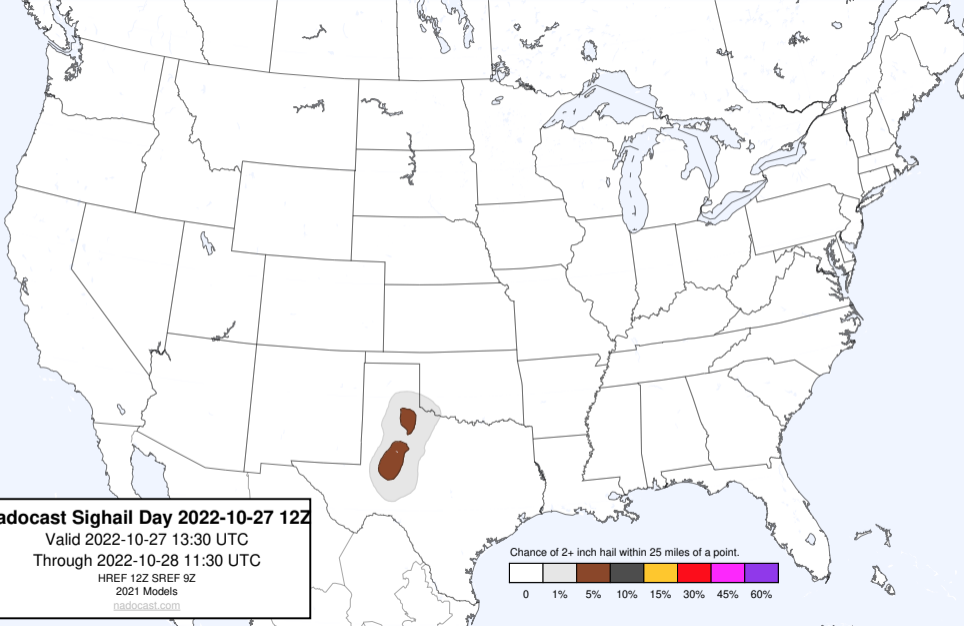 adocast Sighail Day 2022-10-27 12Z
Valid 2022-10-27 13:30 UTC
Through 2022-10-28 11:30 UTC
HREF 12Z SREF 9Z
2021 Models
nadocast.com
Chance of 2+ inch hail within 25 miles of a point.
0 1% 5% 10% 15% 30% 45% 60%